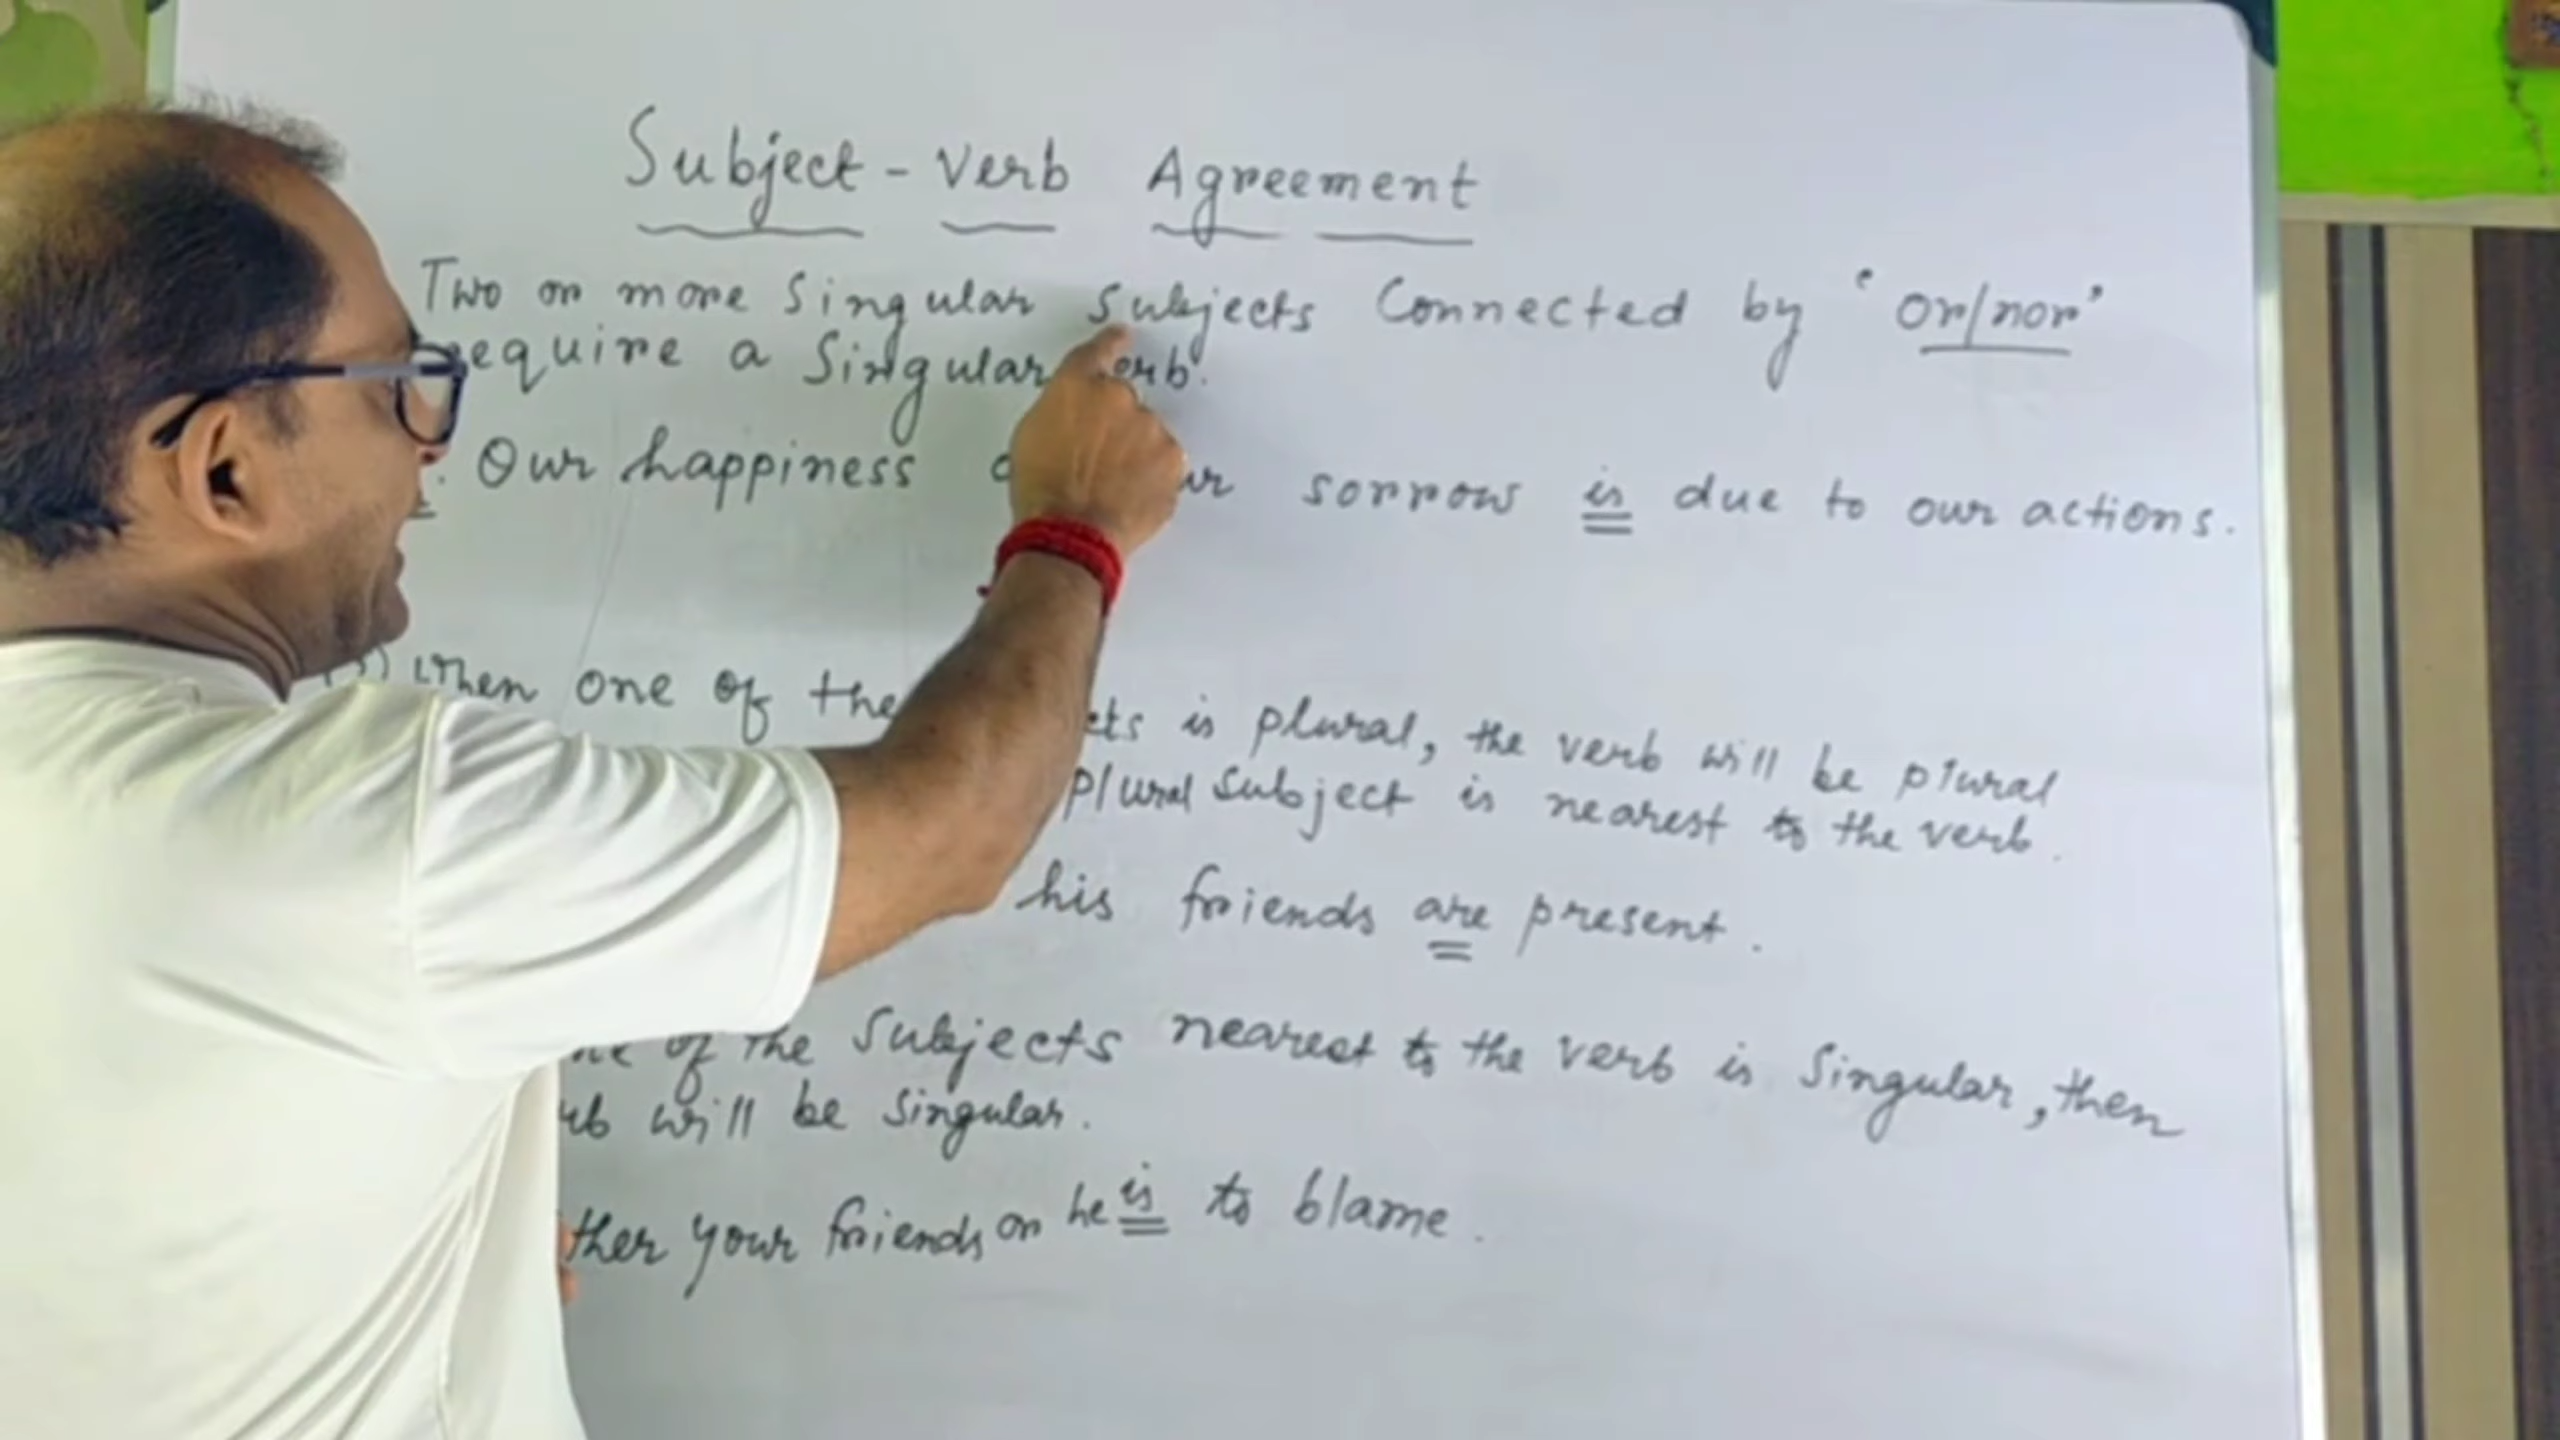 Subject - Verb Agreement
Two or more Singular Subjects Connected by "or/nor"
require a Singular verb.
Our happiness our sorrow is due to our actions.
When one of the is plural, the verb will be plural
plural Subject is nearest to the verb.
his friends are present.
of the Subjects nearest to the verb is Singular, then
will be Singular.
your friends or he is to blame.